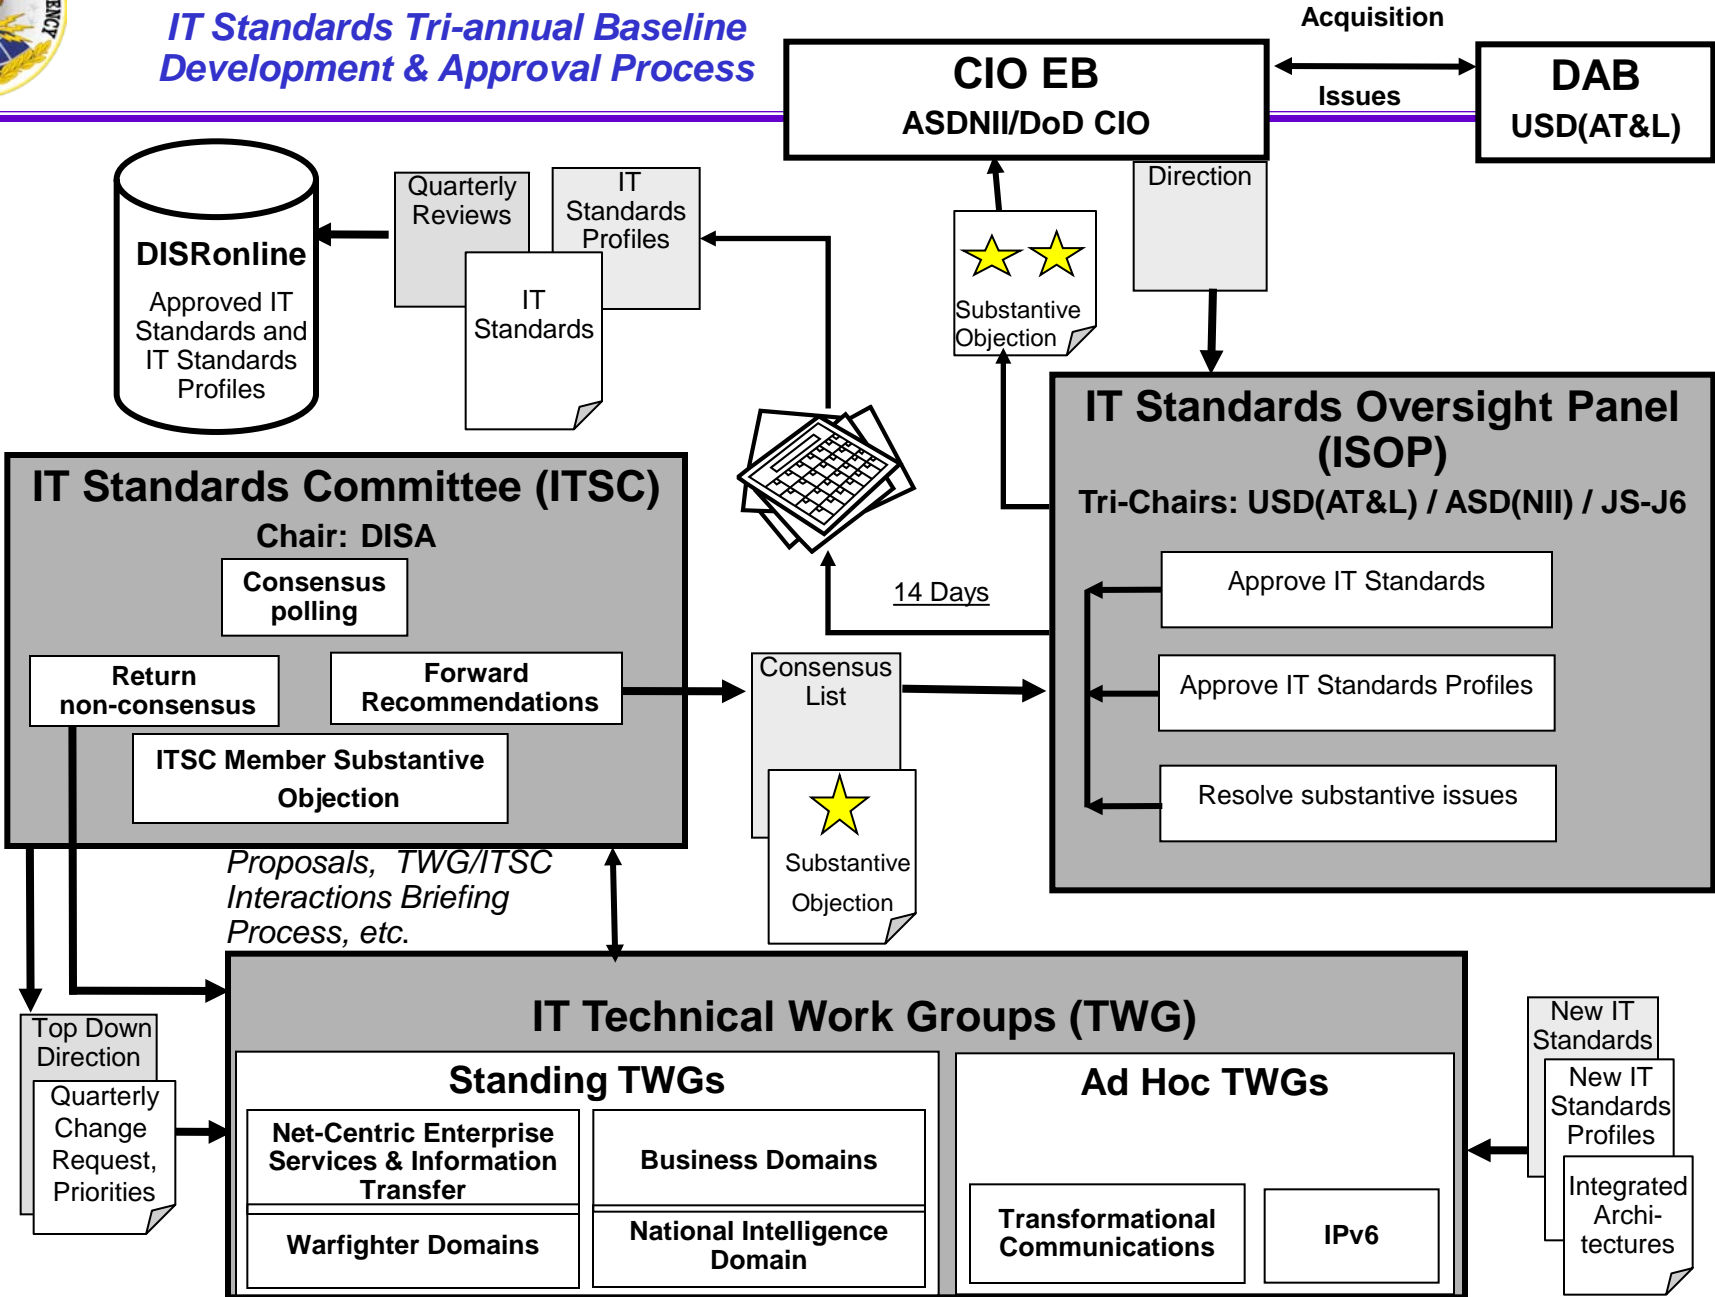 ENCY
IT Standards Tri-annual Baseline
Development & Approval Process
CIO EB
ASDNII/DoD CIO
Acquisition
Issues
DAB
USD(AT&L)
DISRonline
Approved IT
Standards and
IT Standards
Profiles
Quarterly
Reviews
IT
Standards
Profiles
IT
Standards
Substantive
Objection
Direction
IT Standards Committee (ITSC)
Chair: DISA
Consensus
polling
Return
non-consensus
Forward
Recommendations
ITSC Member Substantive
Objection
14 Days
Consensus
List
Substantive
Objection
IT Standards Oversight Panel
(ISOP)
Tri-Chairs: USD(AT&L) / ASD(NII) / JS-J6
Approve IT Standards
Approve IT Standards Profiles
Resolve substantive issues
Proposals, TWG/ITSC
Interactions Briefing
Process, etc.
Top Down
Direction
Quarterly
Change
Request,
Priorities
IT Technical Work Groups (TWG)
Standing TWGs
Net-Centric Enterprise
Services & Information
Transfer
Business Domains
Warfighter Domains
National Intelligence
Domain
Ad Hoc TWGs
Transformational
Communications
IPv6
New IT
Standards
New IT
Standards
Profiles
Integrated
Archi-
tectures